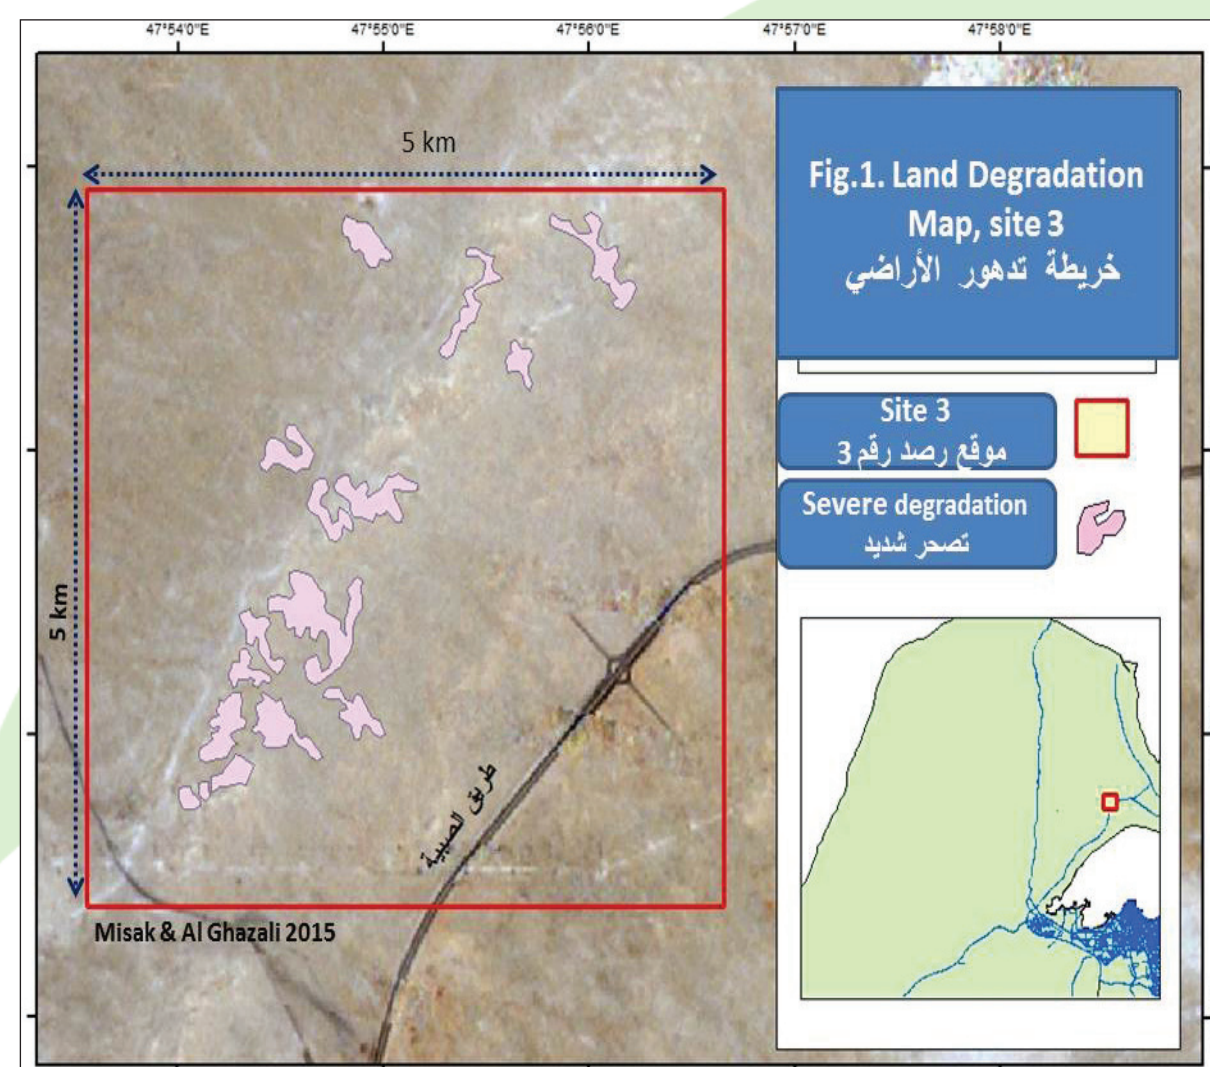 47°54'0"E
47°55'0"E
47°56'0"E
47°57'0"E
47°58'0"E
5 km
Fig.1. Land Degradation
Map, site 3
خريطة تدهور الأراضي
Site 3
موقع رصد رقم 3
Severe degradation
تصحر شديد
5 km
طريق الصبية
Misak & Al Ghazali 2015